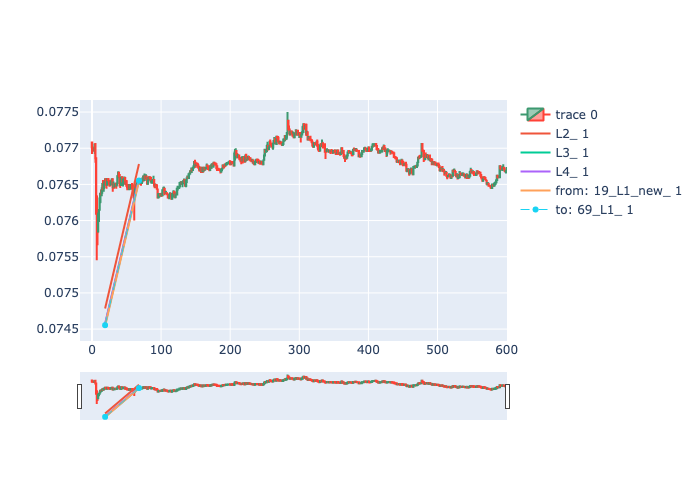 0.0775
0.077
0.0765
0.076
0.0755
0.075
0.0745
0 100 200 300 400 500 600
trace 0
L2_ 1
L3_ 1
L4_ 1
from: 19_L1_new_ 1
to: 69_L1_ 1